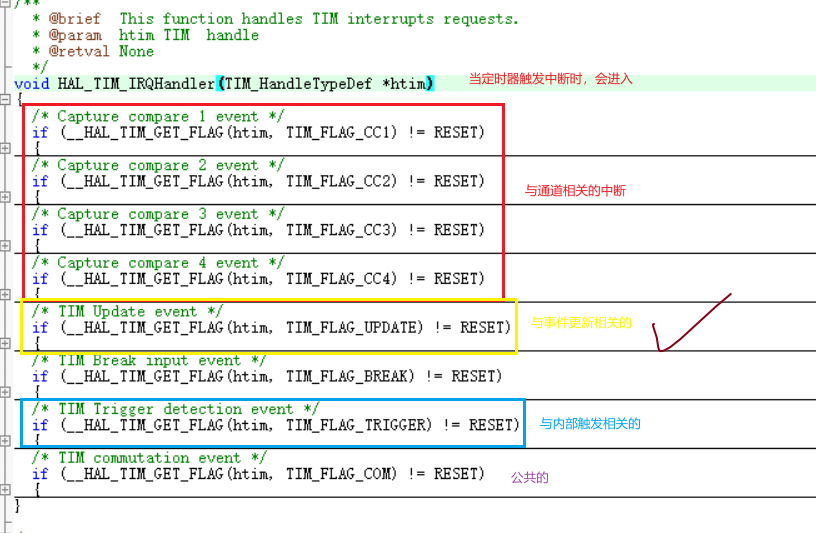 /**
* @brief  This function handles TIM interrupts requests.
* @param  htim TIM  handle
* @retval None
*/
void HAL_TIM_IRQHandler(TIM_HandleTypeDef *htim) 当定时器触发中断时，会进入
{
/* Capture compare 1 event */
if (__HAL_TIM_GET_FLAG(htim, TIM_FLAG_CC1) != RESET)
{
/* Capture compare 2 event */
if (__HAL_TIM_GET_FLAG(htim, TIM_FLAG_CC2) != RESET) 与通道相关的中断
{
/* Capture compare 3 event */
if (__HAL_TIM_GET_FLAG(htim, TIM_FLAG_CC3) != RESET)
{
/* Capture compare 4 event */
if (__HAL_TIM_GET_FLAG(htim, TIM_FLAG_CC4) != RESET)
{
/* TIM Update event */
if (__HAL_TIM_GET_FLAG(htim, TIM_FLAG_UPDATE) != RESET) 与事件更新相关的
{
/* TIM Break input event */
if (__HAL_TIM_GET_FLAG(htim, TIM_FLAG_BREAK) != RESET)
{
/* TIM Trigger detection event */
if (__HAL_TIM_GET_FLAG(htim, TIM_FLAG_TRIGGER) != RESET) 与内部触发相关的
{
/* TIM commutation event */
if (__HAL_TIM_GET_FLAG(htim, TIM_FLAG_COM) != RESET) 公共的
{
}